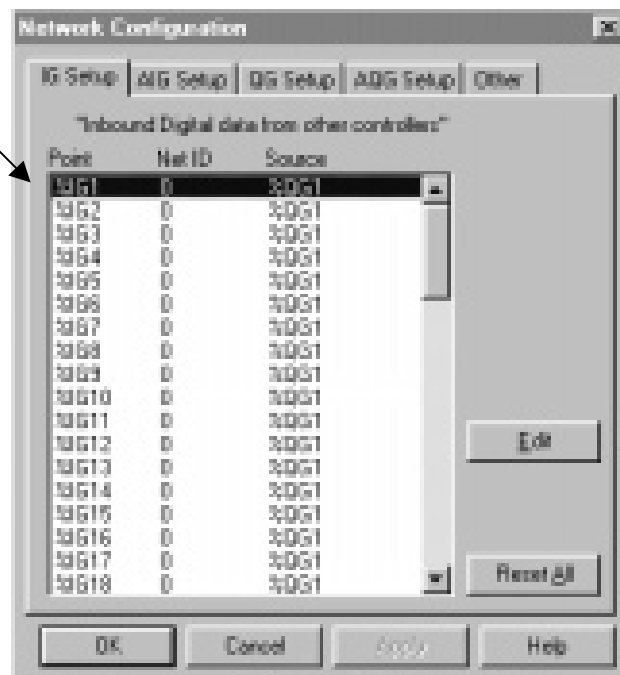 Network Configuration
IG Setup AIG Setup QG Setup AQG Setup Other
"Inbound Digital data from other controllers"
Point Net ID Source
%IG1 0 %QG1
%IG2 0 %QG1
%IG3 0 %QG1
%IG4 0 %QG1
%IG5 0 %QG1
%IG6 0 %QG1
%IG7 0 %QG1
%IG8 0 %QG1
%IG9 0 %QG1
%IG10 0 %QG1
%IG11 0 %QG1
%IG12 0 %QG1
%IG13 0 %QG1
%IG14 0 %QG1
%IG15 0 %QG1
%IG16 0 %QG1
%IG17 0 %QG1
%IG18 0 %QG1
Edit
Reset All
OK Cancel Apply Help